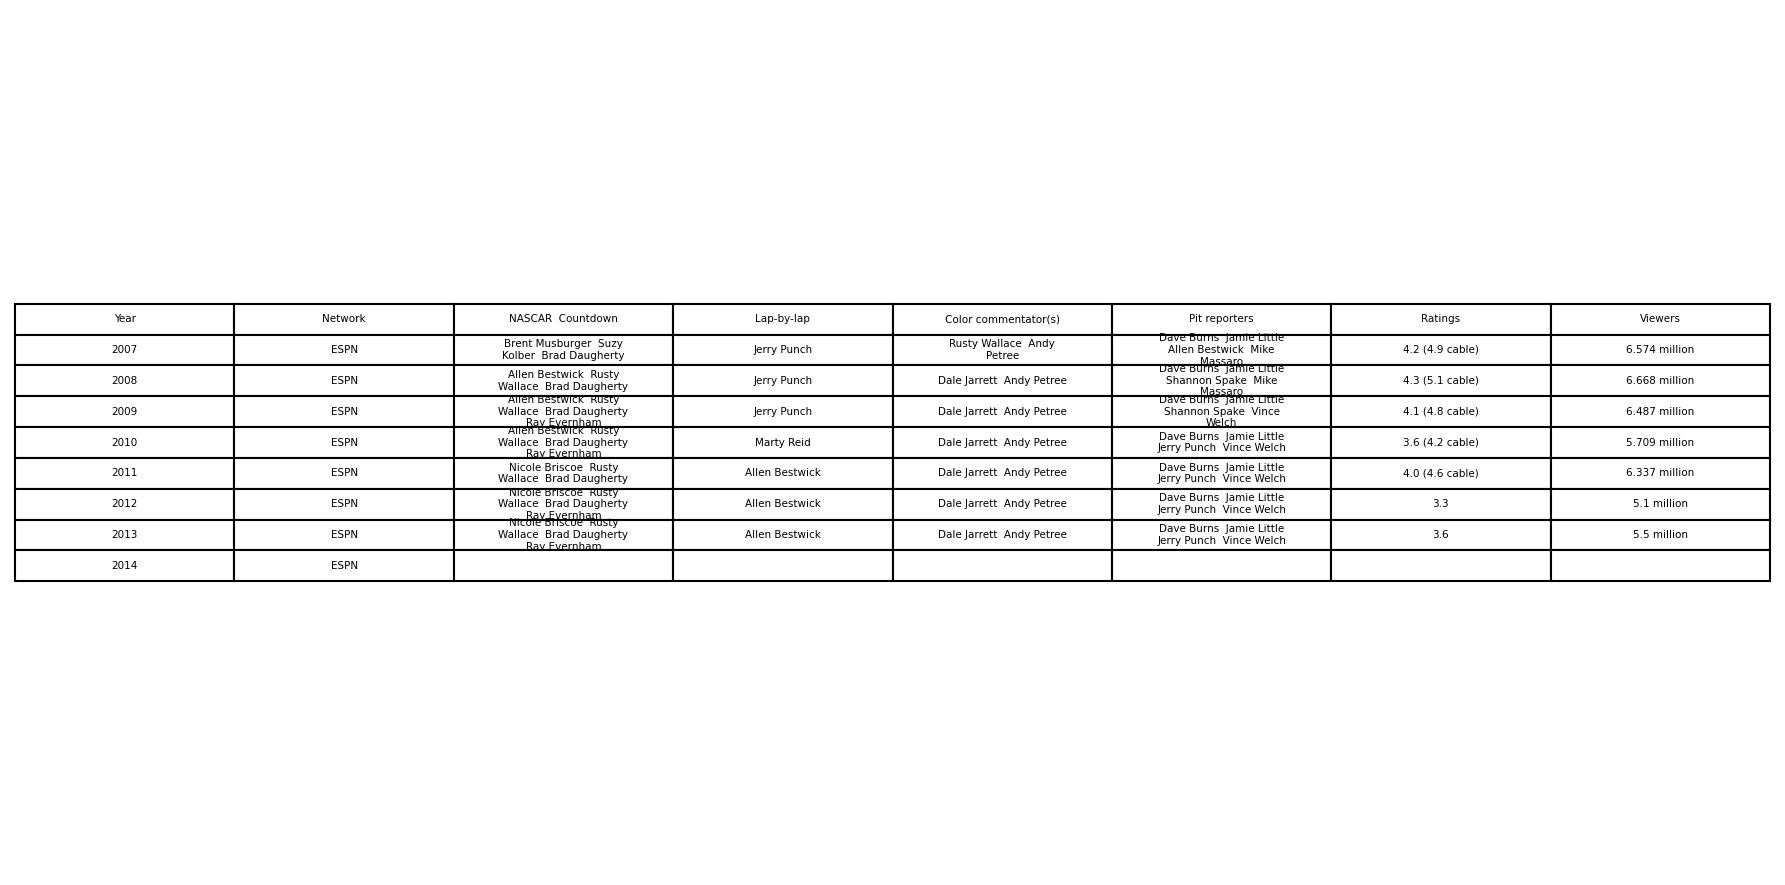 Year Network NASCAR Countdown Lap-by-lap Color commentator(s) Pit reporters Ratings Viewers
2007 ESPN Brent Musburger Suzy Kolber Brad Daugherty Jerry Punch Rusty Wallace Andy Petree Dave Burns Jamie Little Allen Bestwick Mike Massaro 4.2 (4.9 cable) 6.574 million
2008 ESPN Allen Bestwick Rusty Wallace Brad Daugherty Jerry Punch Dale Jarrett Andy Petree Dave Burns Jamie Little Shannon Spake Mike Massaro 4.3 (5.1 cable) 6.668 million
2009 ESPN Allen Bestwick Rusty Wallace Brad Daugherty Ray Evernham Jerry Punch Dale Jarrett Andy Petree Dave Burns Jamie Little Shannon Spake Vince Welch 4.1 (4.8 cable) 6.487 million
2010 ESPN Allen Bestwick Rusty Wallace Brad Daugherty Ray Evernham Marty Reid Dale Jarrett Andy Petree Dave Burns Jamie Little Jerry Punch Vince Welch 3.6 (4.2 cable) 5.709 million
2011 ESPN Nicole Briscoe Rusty Wallace Brad Daugherty Allen Bestwick Dale Jarrett Andy Petree Dave Burns Jamie Little Jerry Punch Vince Welch 4.0 (4.6 cable) 6.337 million
2012 ESPN Nicole Briscoe Rusty Wallace Brad Daugherty Ray Evernham Allen Bestwick Dale Jarrett Andy Petree Dave Burns Jamie Little Jerry Punch Vince Welch 3.3 5.1 million
2013 ESPN Nicole Briscoe Rusty Wallace Brad Daugherty Ray Evernham Allen Bestwick Dale Jarrett Andy Petree Dave Burns Jamie Little Jerry Punch Vince Welch 3.6 5.5 million
2014 ESPN